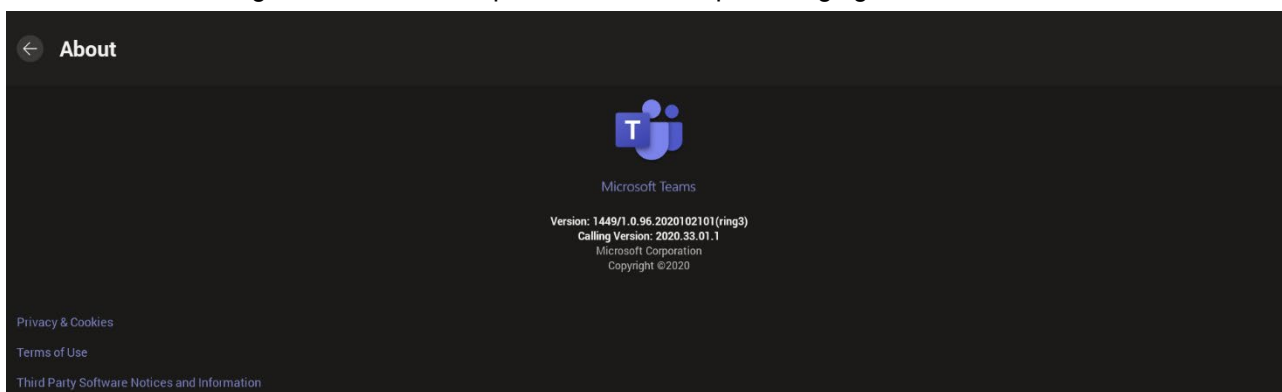 About
T
Microsoft Teams
Version: 1449/1.0.96.2020102101(ring3)
Calling Version: 2020.33.01.1
Microsoft Corporation
Copyright ©2020
Privacy & Cookies
Terms of Use
Third Party Software Notices and Information